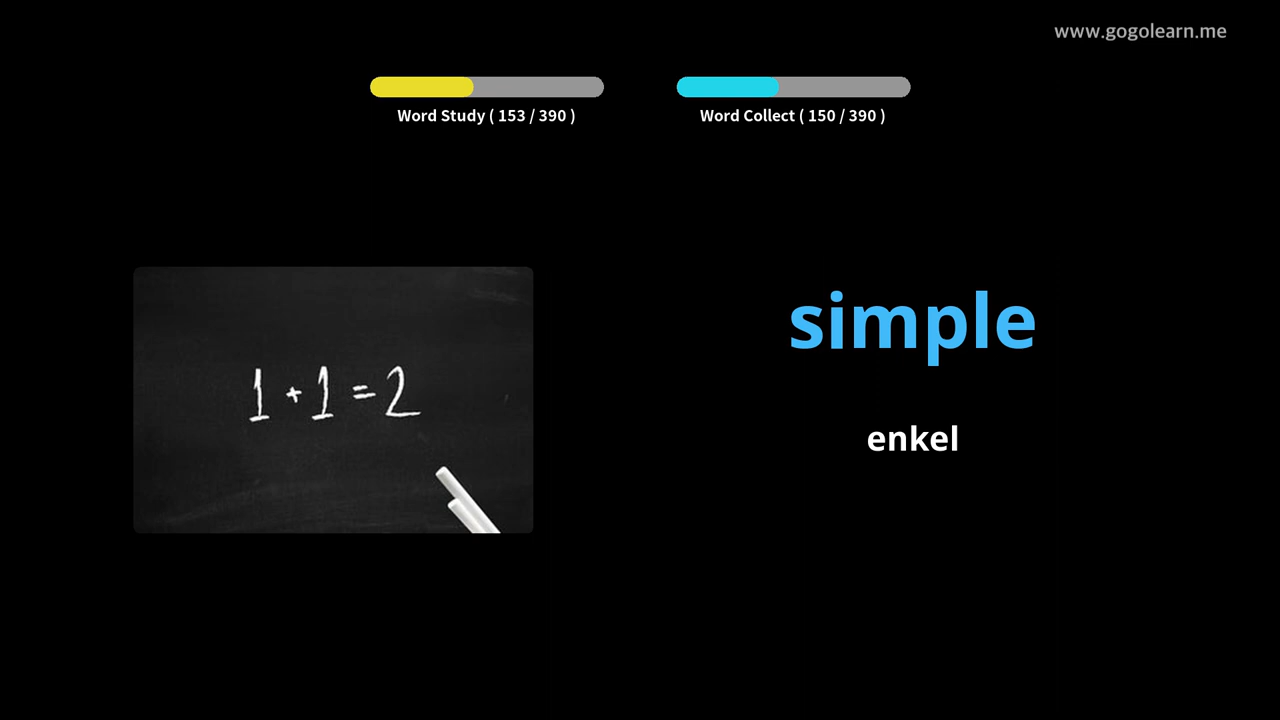 www.gogolearn.me
Word Study ( 153 / 390 )
Word Collect ( 150 / 390 )
1 + 1 = 2
simple
enkel